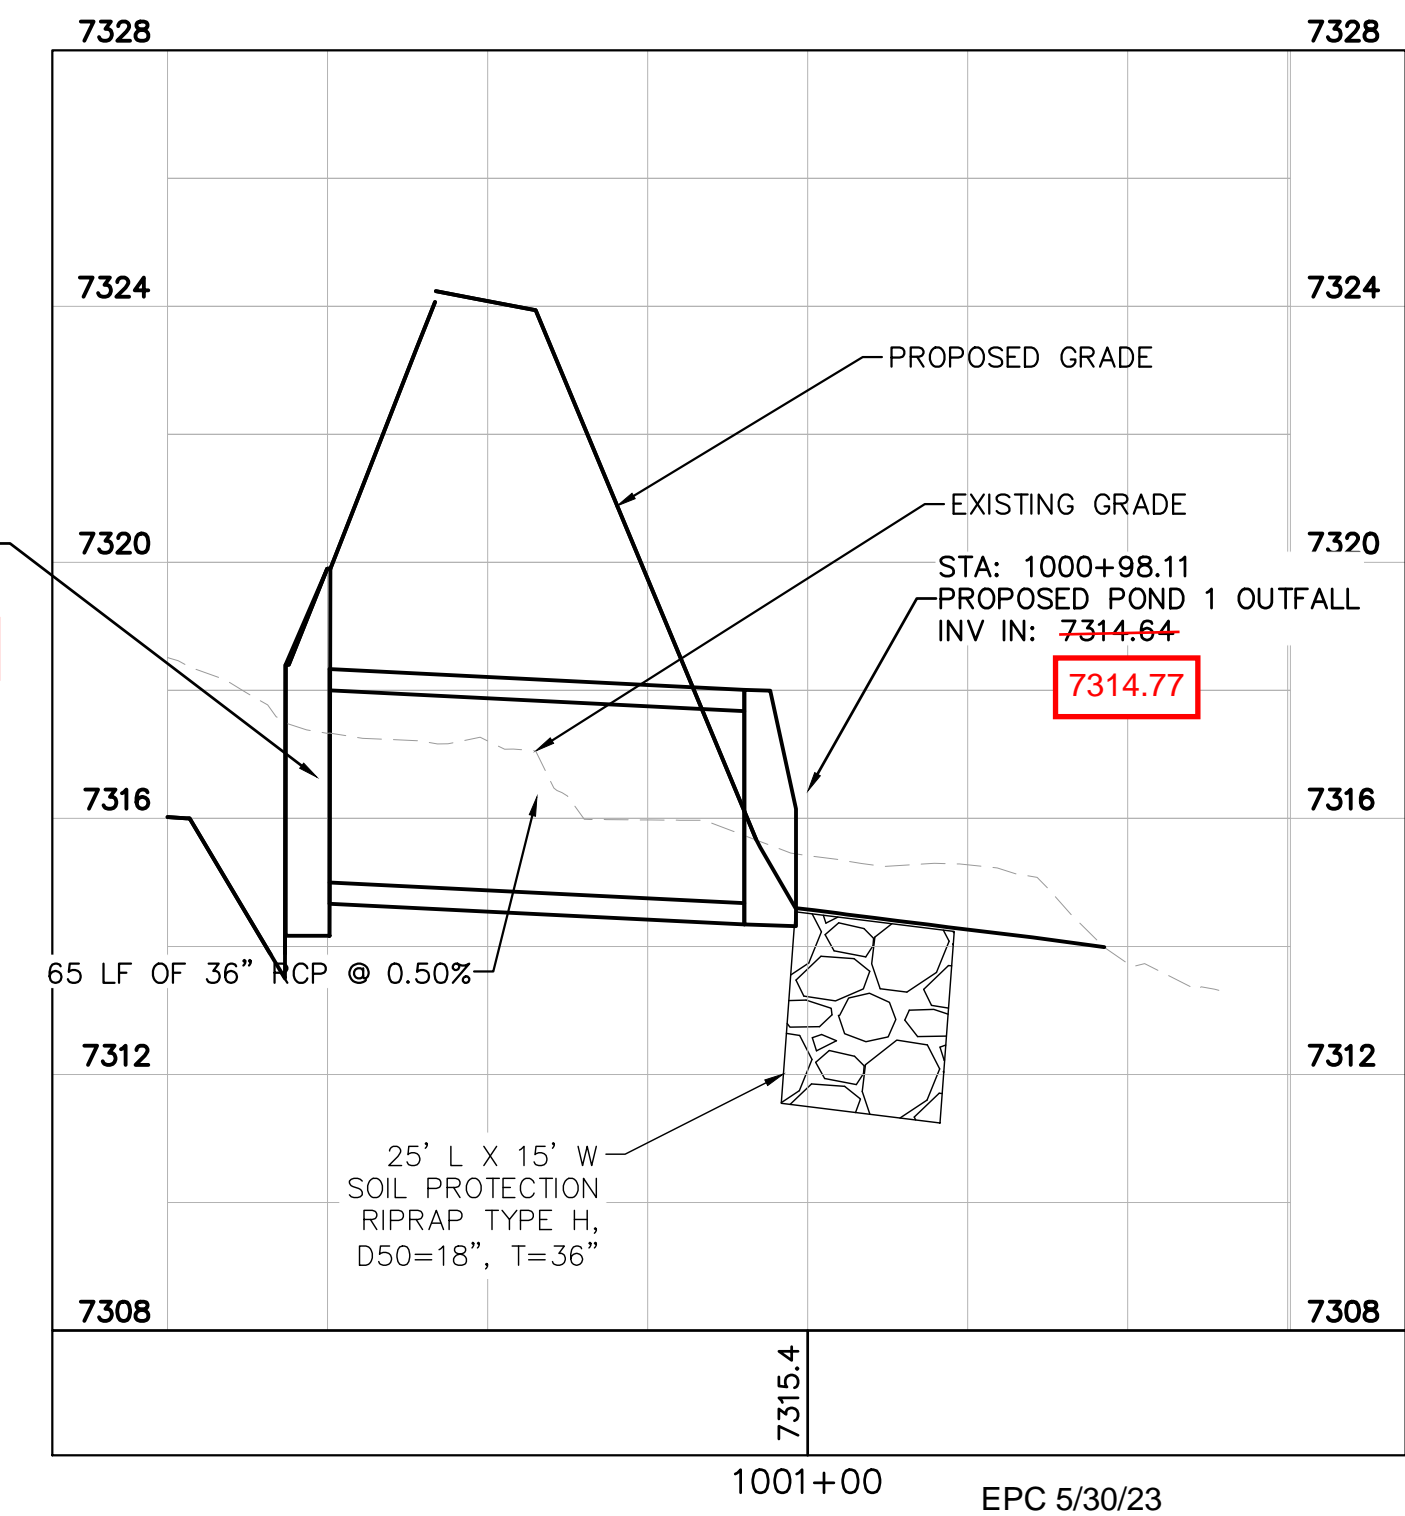 7328 7328
7324 7324
PROPOSED GRADE
EXISTING GRADE
7320 7320
STA: 1000+98.11
PROPOSED POND 1 OUTFALL
INV IN: 7314.64
7314.77
7316 7316
65 LF OF 36" RCP @ 0.50%
7312 7312
25' L X 15' W
SOIL PROTECTION
RIPRAP TYPE H,
D50=18", T=36"
7308 7308
7315.4
1001+00
EPC 5/30/23